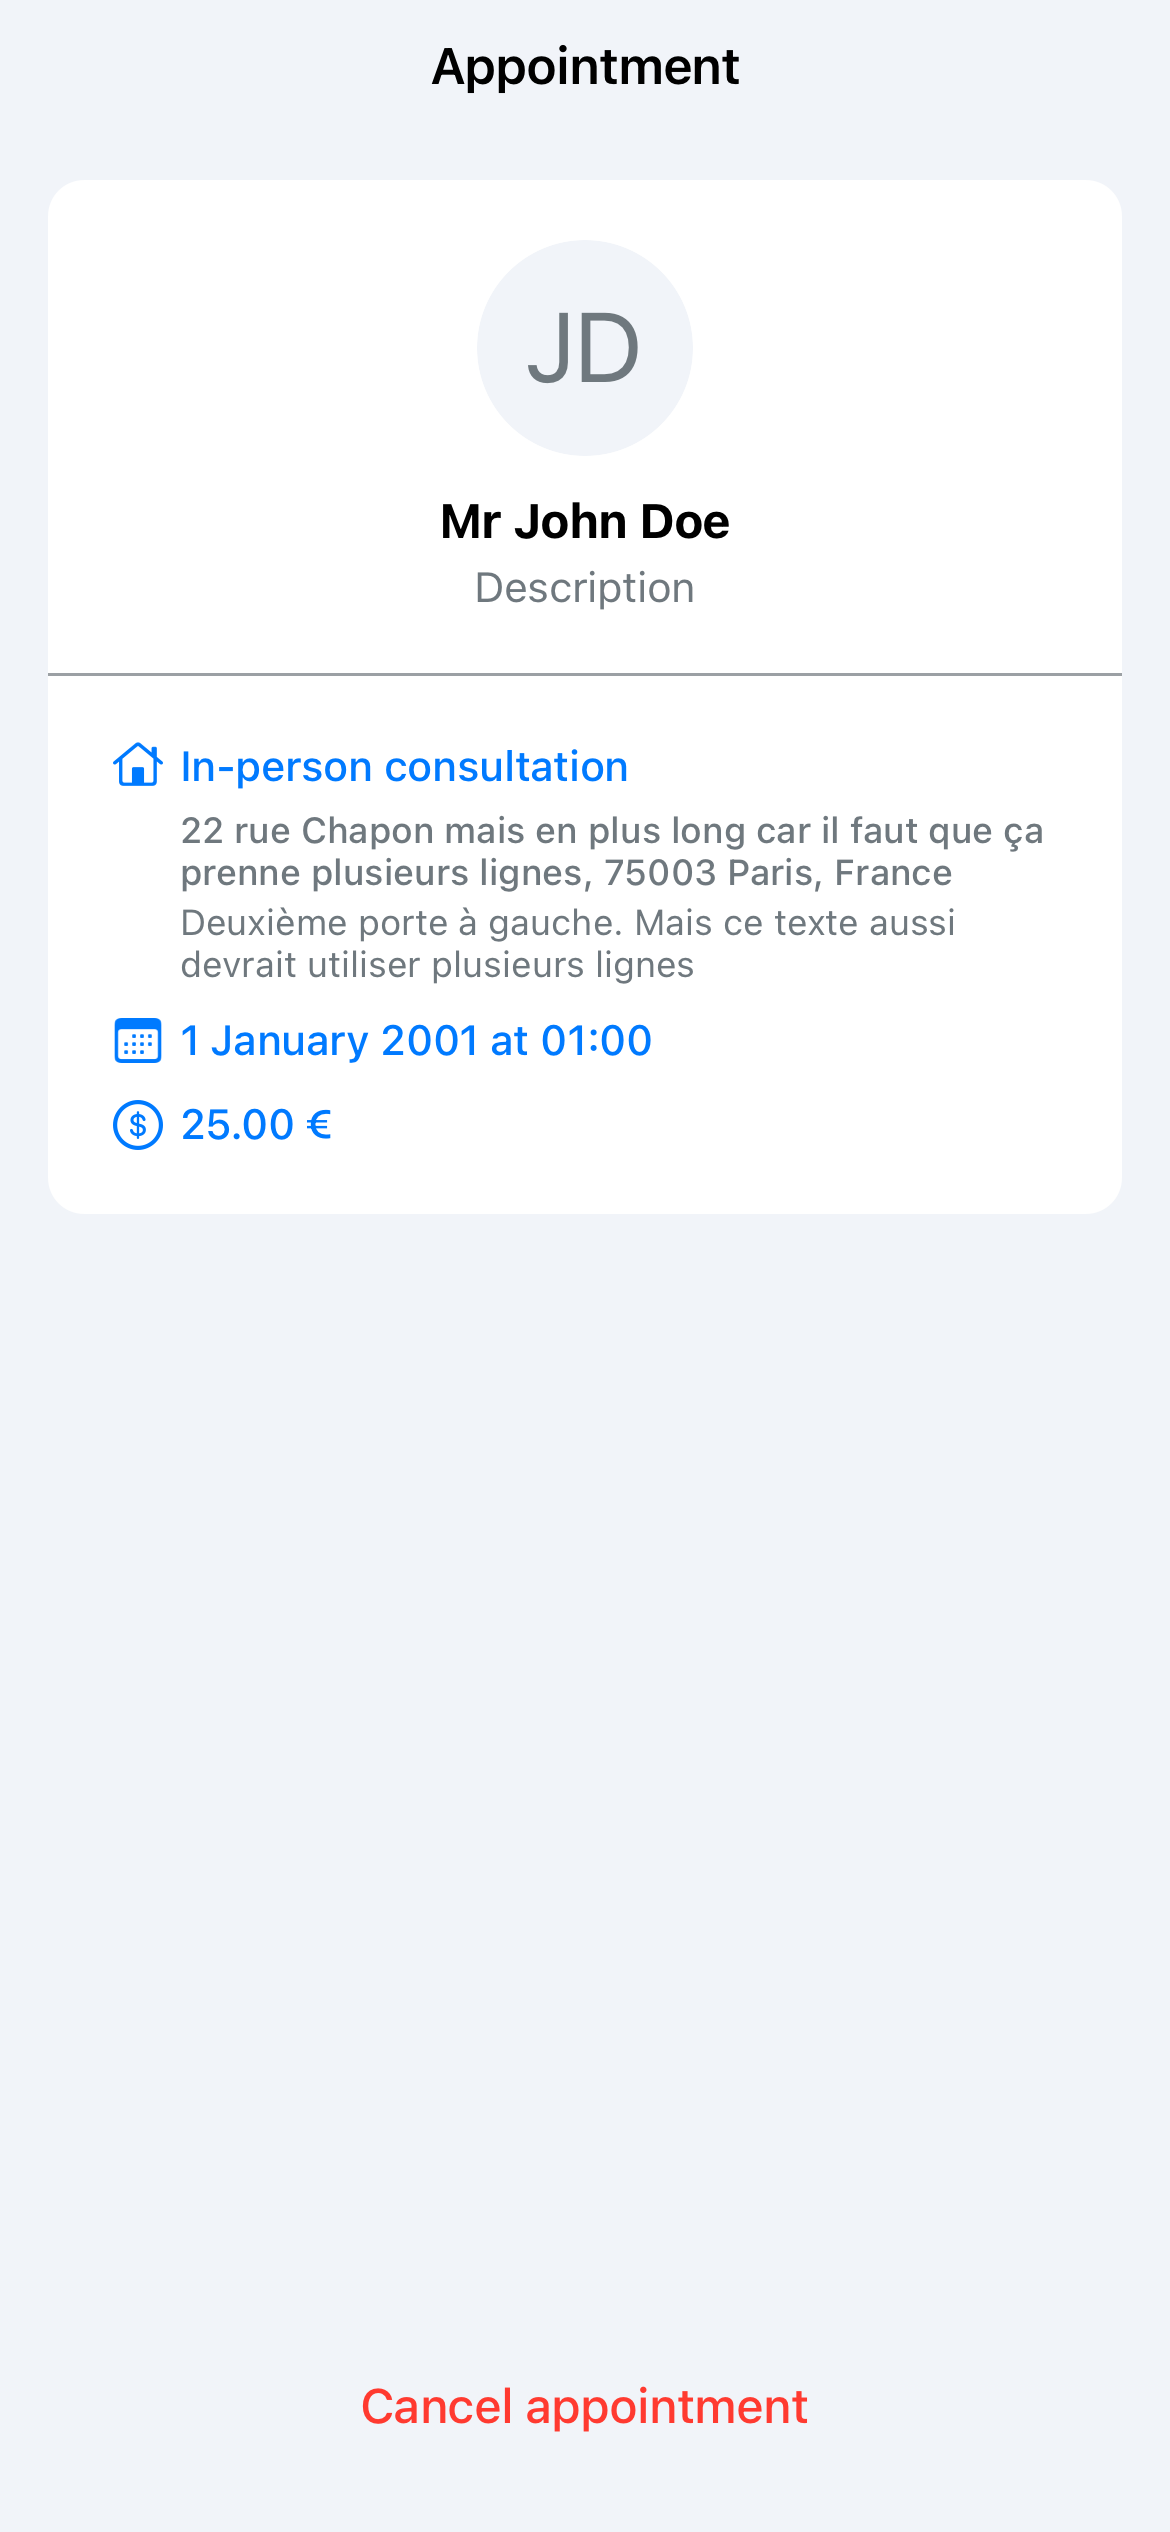 Appointment
JD
Mr John Doe
Description
In-person consultation
22 rue Chapon mais en plus long car il faut que ça
prenne plusieurs lignes, 75003 Paris, France
Deuxième porte à gauche. Mais ce texte aussi
devrait utiliser plusieurs lignes
1 January 2001 at 01:00
$ 25.00 €
Cancel appointment